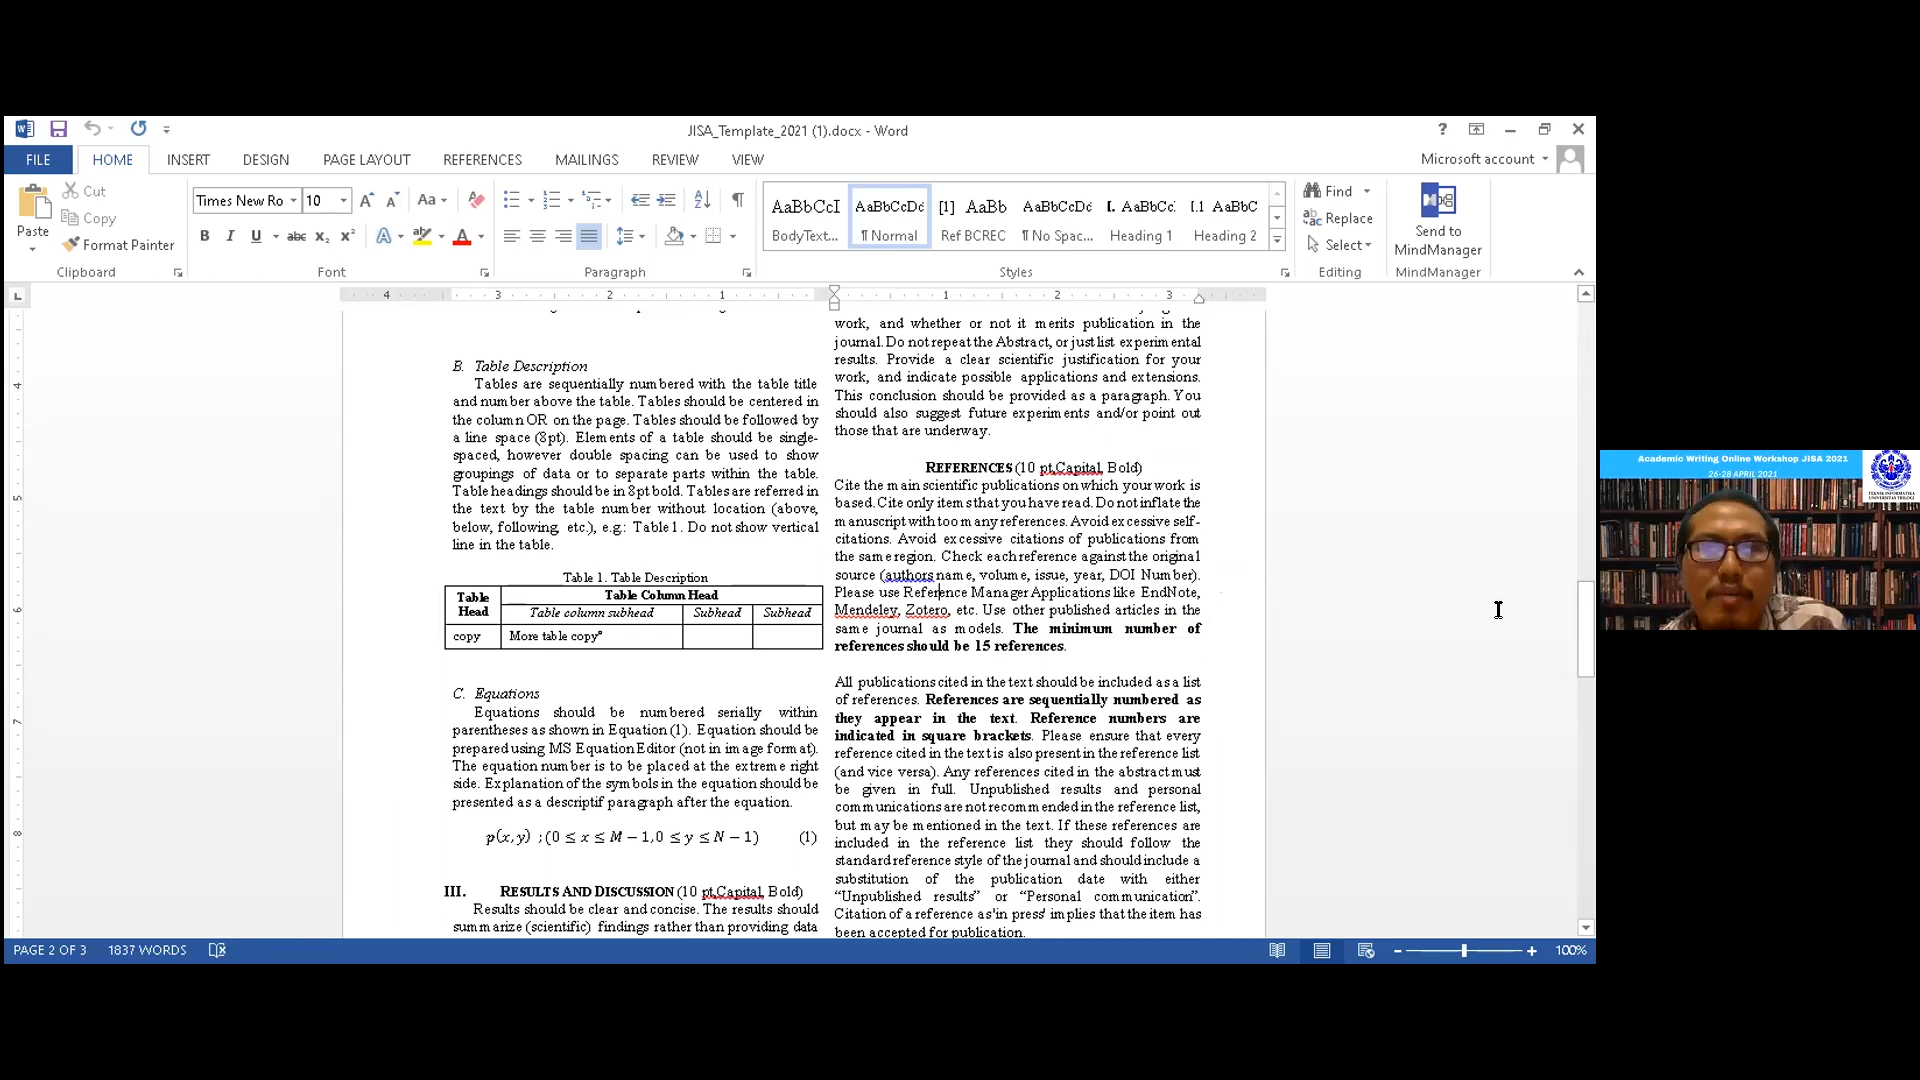 JISA_Template_2021 (1).docx - Word
?
FILE
HOME
INSERT
DESIGN
PAGE LAYOUT
REFERENCES
MAILINGS
REVIEW
VIEW
Microsoft account
Paste
Cut
Copy
Format Painter
Clipboard
Times New Ro
10
Font
Paragraph
AaBbCcI
BodyText...
AaBbCcDc
¶ Normal
[1] AaBb
Ref BCREC
AaBbCcDc
¶ No Spac...
I. AaBbCc
Heading 1
I.1 AaBbC
Heading 2
Styles
Find
Replace
Select
Editing
Send to
MindManager
MindManager
4 3 2 1 1 2 3
B. Table Description
Tables are sequentially numbered with the table title
and number above the table. Tables should be centered
in the column OR on the page. Tables should be followed by
a line space (8pt). Elements of a table should be single-
spaced, however double spacing can be used to show
groupings of data or to separate parts within the table.
Table headings should be in 8pt bold. Tables are referred in
the text by the table number without location (above,
below, following, etc.), e.g.: Table 1. Do not show vertical
line in the table.
Table 1. Table Description
Table Head
Table Column Head
Table column subhead Subhead Subhead
copy More table copyª
C. Equations
Equations should be numbered serially within
parentheses as shown in Equation (1). Equation should be
prepared using MS Equation Editor (not in image format).
The equation number is to be placed at the extreme right
side. Explanation of the symbols in the equation should be
presented as a descriptif paragraph after the equation.
p(x,y) ;(0 ≤ x ≤ M − 1,0 ≤ y ≤ N − 1) (1)
III. RESULTS AND DISCUSSION (10 pt,Capital, Bold)
Results should be clear and concise. The results should
summarize (scientific) findings rather than providing data
work, and whether or not it merits publication in the
journal. Do not repeat the Abstract, or just list experimental
results. Provide a clear scientific justification for your
work, and indicate possible applications and extensions.
This conclusion should be provided as a paragraph. You
should also suggest future experiments and/or point out
those that are underway.
REFERENCES (10 pt,Capital, Bold)
Cite the main scientific publications on which your work is
based. Cite only items that you have read. Do not inflate the
manuscript with too many references. Avoid excessive self-
citations. Avoid excessive citations of publications from
the same region. Check each reference against the original
source (authors name, volume, issue, year, DOI Number).
Please use Reference Manager Applications like EndNote,
Mendeley, Zotero, etc. Use other published articles in the
same journal as models. The minimum number of
references should be 15 references.
All publications cited in the text should be included as a list
of references. References are sequentially numbered as
they appear in the text. Reference numbers are
indicated in square brackets. Please ensure that every
reference cited in the text is also present in the reference list
(and vice versa). Any references cited in the abstract must
be given in full. Unpublished results and personal
communications are not recommended in the reference list,
but may be mentioned in the text. If these references are
included in the reference list they should follow the
standard reference style of the journal and should include a
substitution of the publication date with either
“Unpublished results” or “Personal communication”.
Citation of a reference as 'in press' implies that the item has
been accepted for publication.
PAGE 2 OF 3
1837 WORDS
100%
Academic Writing Online Workshop JISA 2021
26-28 APRIL 2021
TEKNIK INFORMATIKA
UNIVERSITAS TRILOGI